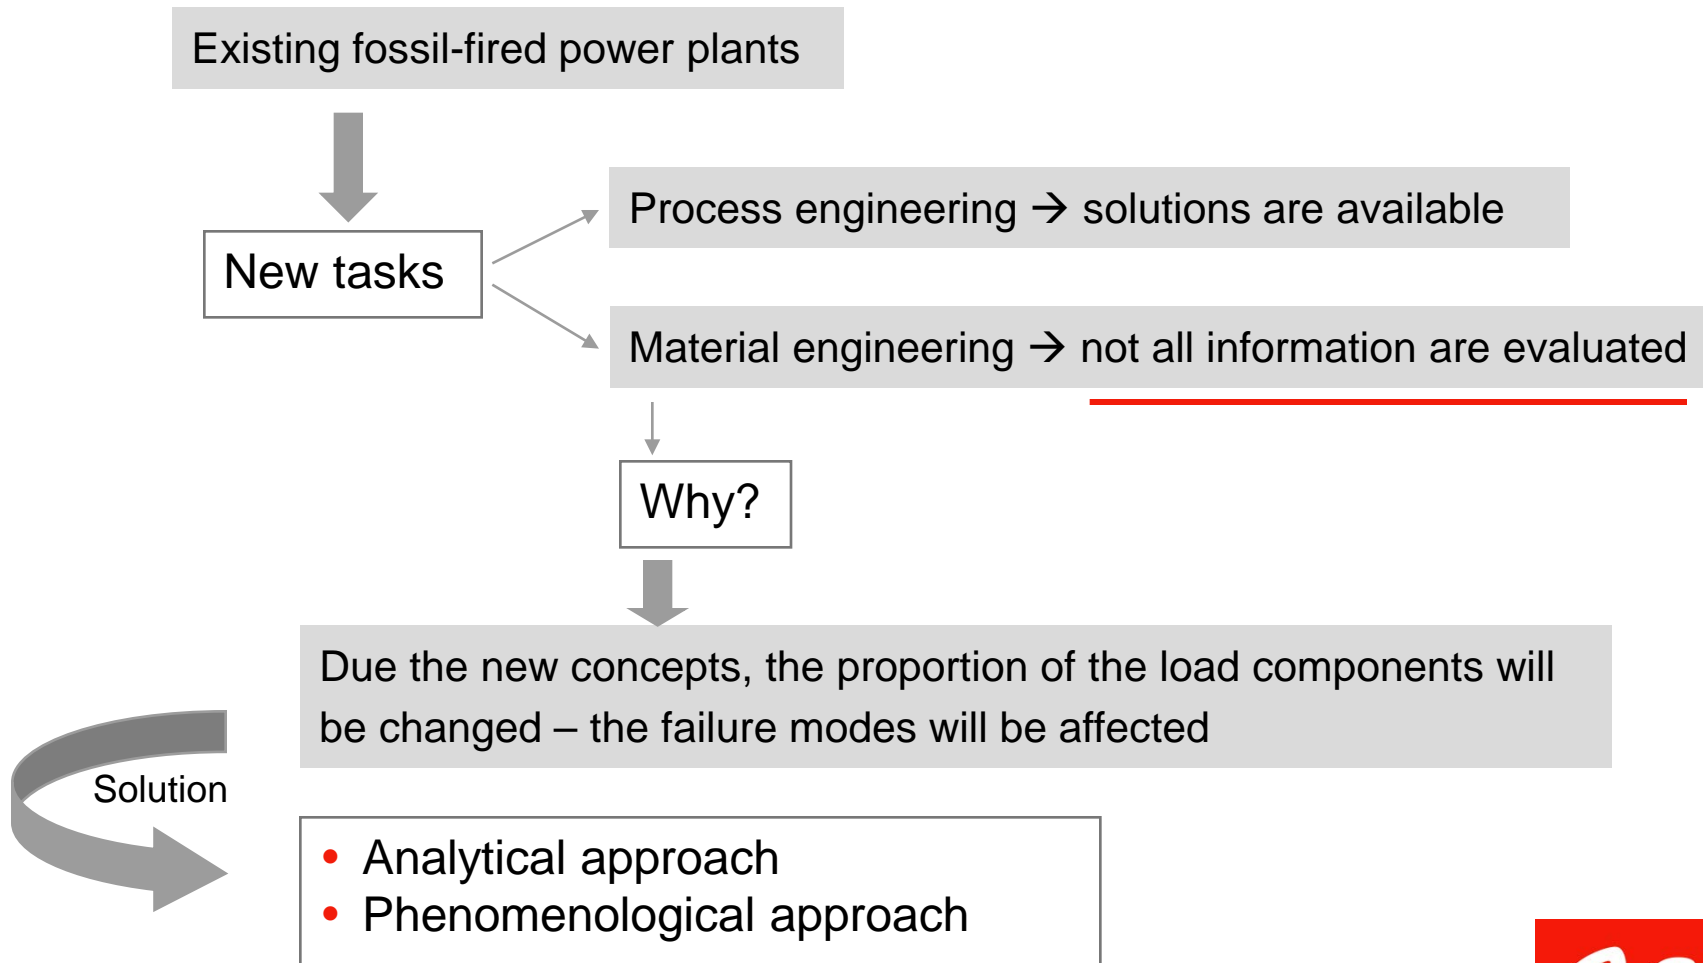 Existing fossil-fired power plants
New tasks
Process engineering → solutions are available
Material engineering → not all information are evaluated
Why?
Due the new concepts, the proportion of the load components will
be changed – the failure modes will be affected
Solution
• Analytical approach
• Phenomenological approach